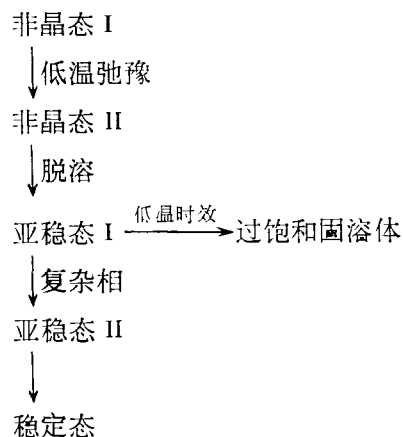 非晶态 I
低温弛豫
非晶态 II
脱溶
亚稳态 I
低温时效
过饱和固溶体
复杂相
亚稳态 II
稳定态